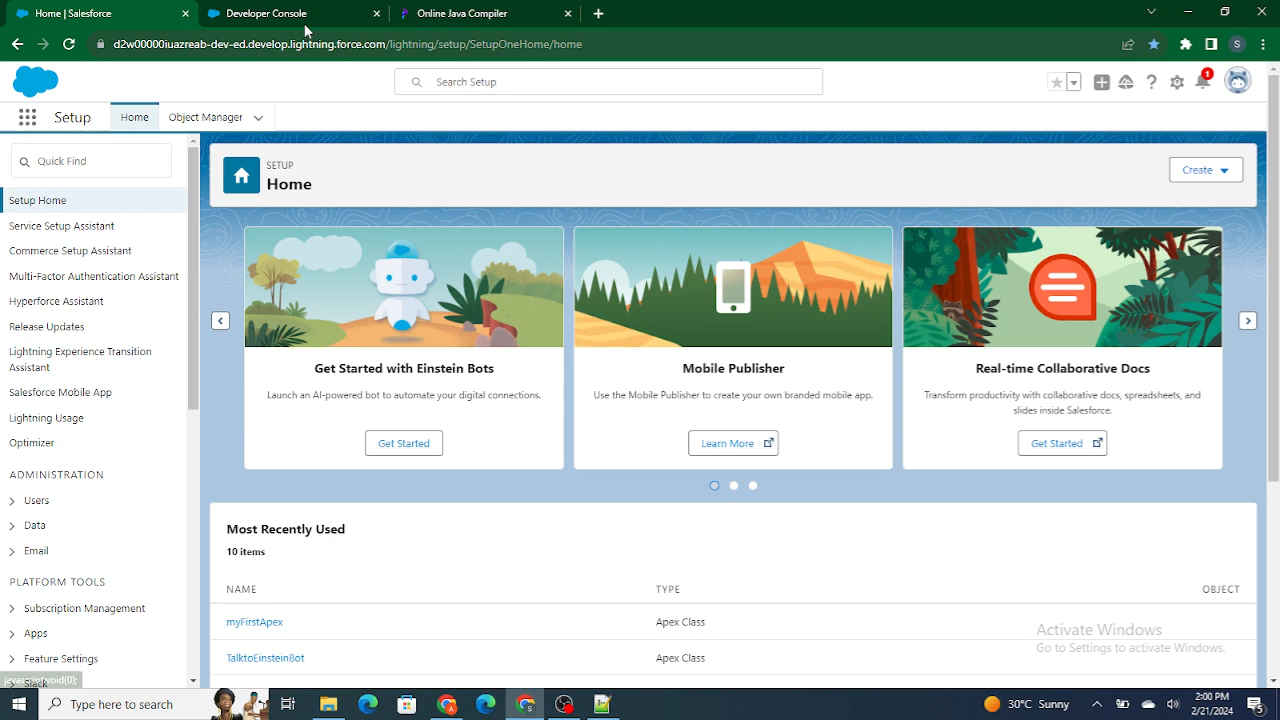 Home | Salesforce
Developer Console
Online Java Compiler
d2w00000iuazreab-dev-ed.develop.lightning.force.com/lightning/setup/SetupOneHome/home
S
Search Setup
1
Setup
Home
Object Manager
Quick Find
Setup Home
Service Setup Assistant
Commerce Setup Assistant
Multi-Factor Authentication Assistant
Hyperforce Assistant
Release Updates
Lightning Experience Transition
Assistant
Salesforce Mobile App
Lightning Usage
Optimizer
ADMINISTRATION
Users
Data
Email
PLATFORM TOOLS
Subscription Management
Apps
Feature Settings
SETUP
Home
Create
Get Started with Einstein Bots
Launch an AI-powered bot to automate your digital connections.
Get Started
Mobile Publisher
Use the Mobile Publisher to create your own branded mobile app.
Learn More
Real-time Collaborative Docs
Transform productivity with collaborative docs, spreadsheets, and
slides inside Salesforce.
Get Started
Most Recently Used
10 items
NAME TYPE OBJECT
myFirstApex Apex Class
TalktoEinsteinBot Apex Class
Activate Windows
Go to Settings to activate Windows.
Type here to search
30°C Sunny
2:00 PM
2/21/2024
5